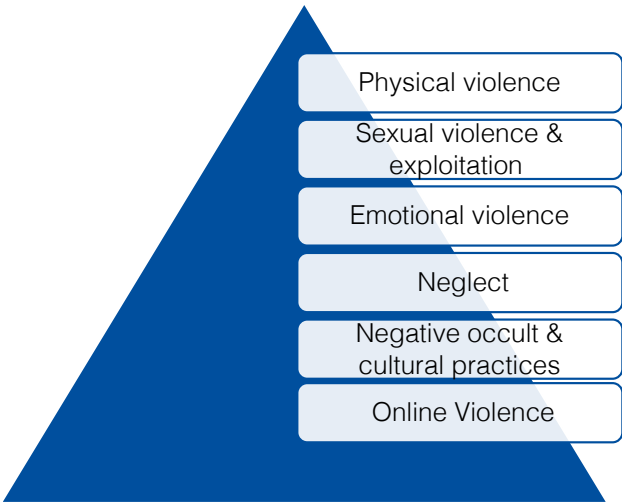 Physical violence
Sexual violence &
exploitation
Emotional violence
Neglect
Negative occult &
cultural practices
Online Violence